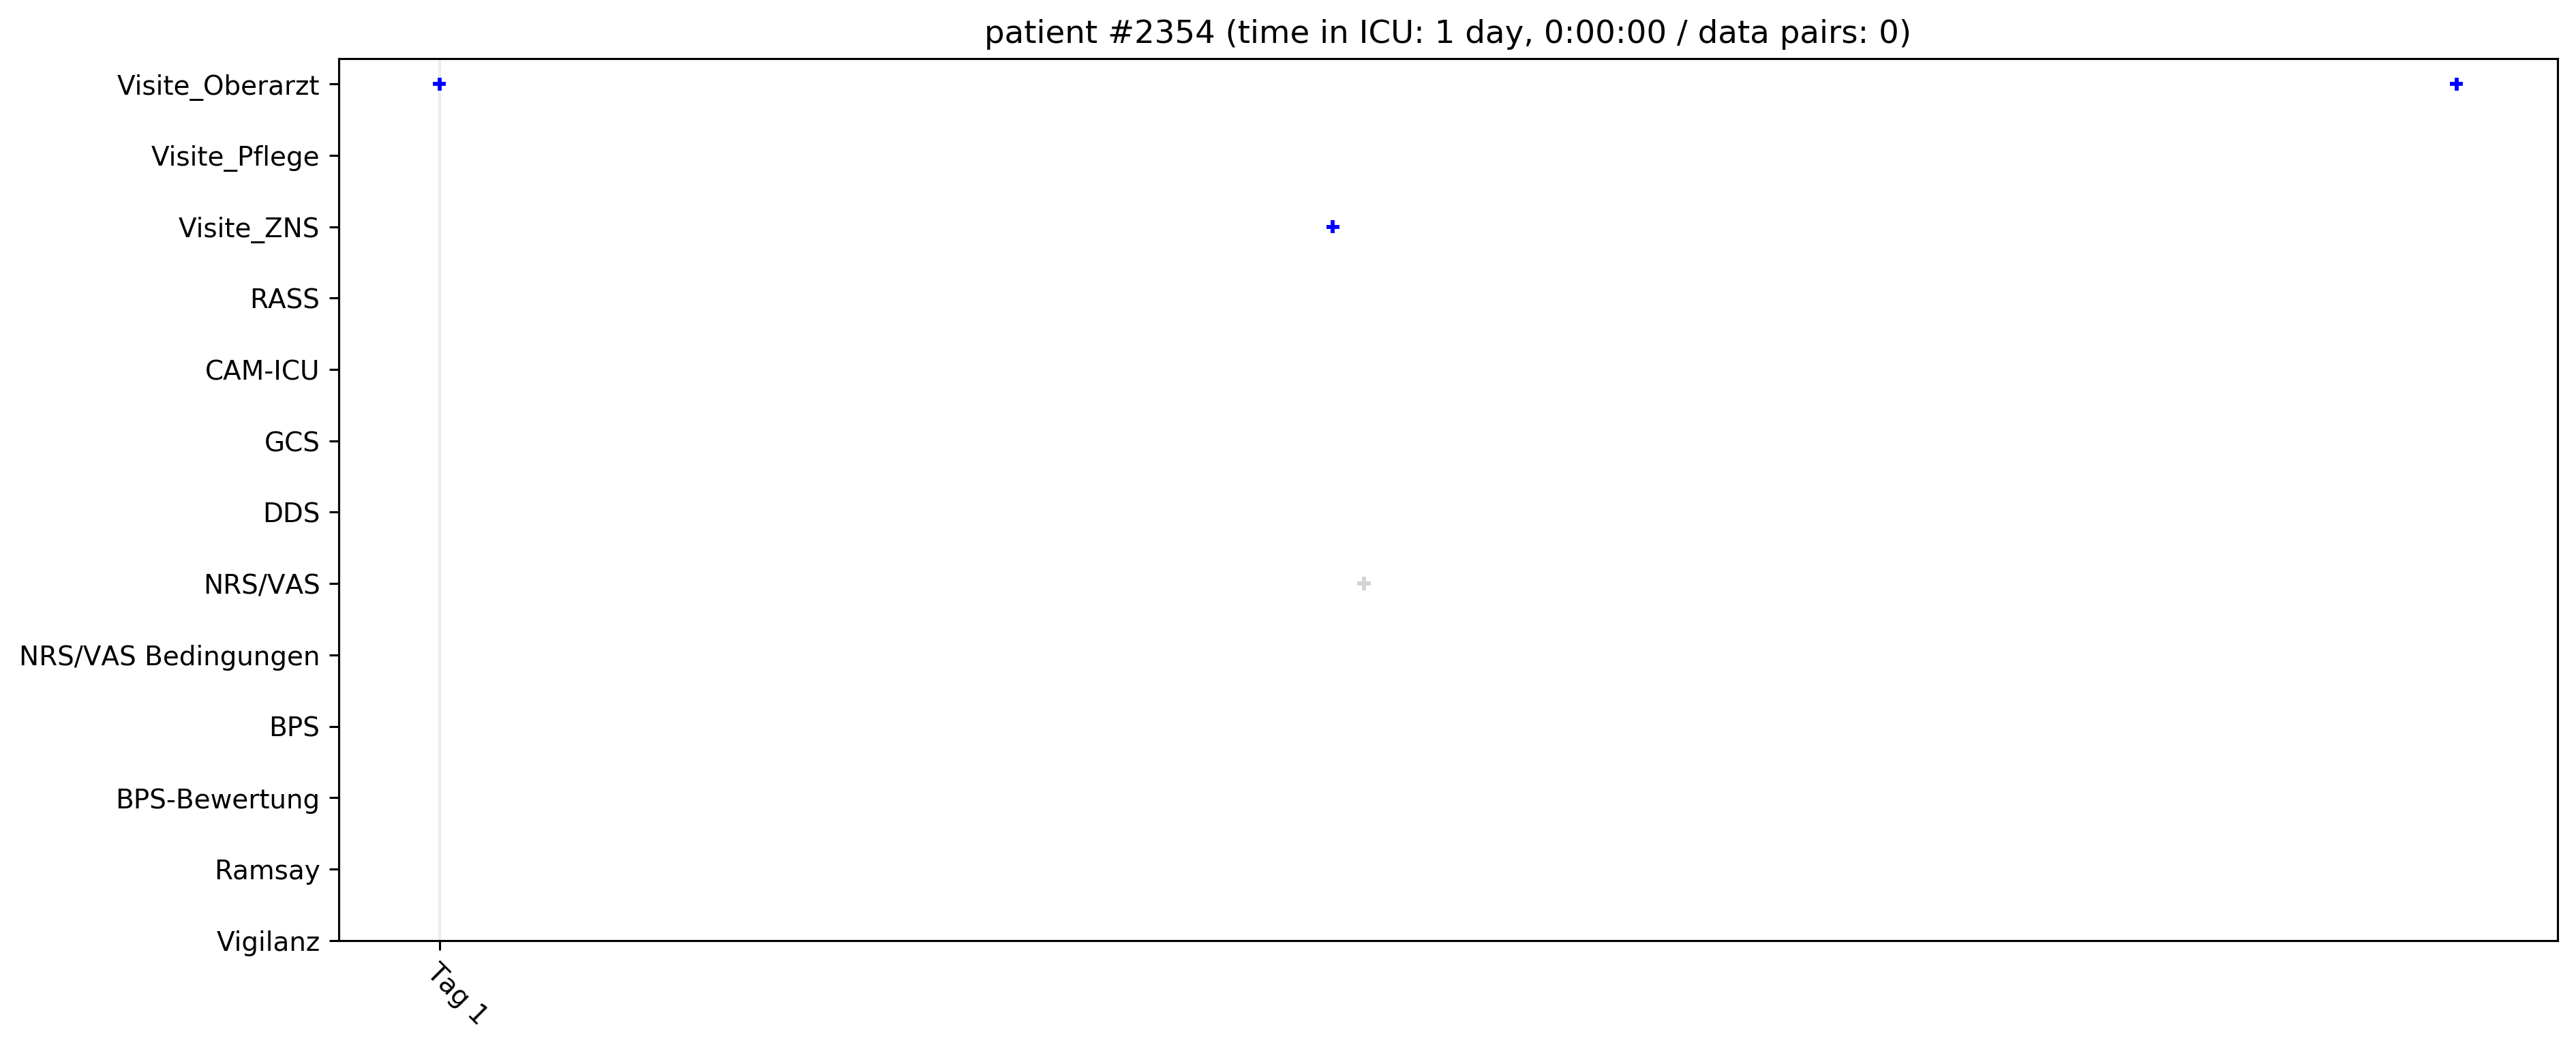 patient #2354 (time in ICU: 1 day, 0:00:00 / data pairs: 0)
Visite_Oberarzt
Visite_Pflege
Visite_ZNS
RASS
CAM-ICU
GCS
DDS
NRS/VAS
NRS/VAS Bedingungen
BPS
BPS-Bewertung
Ramsay
Vigilanz
Tag 1